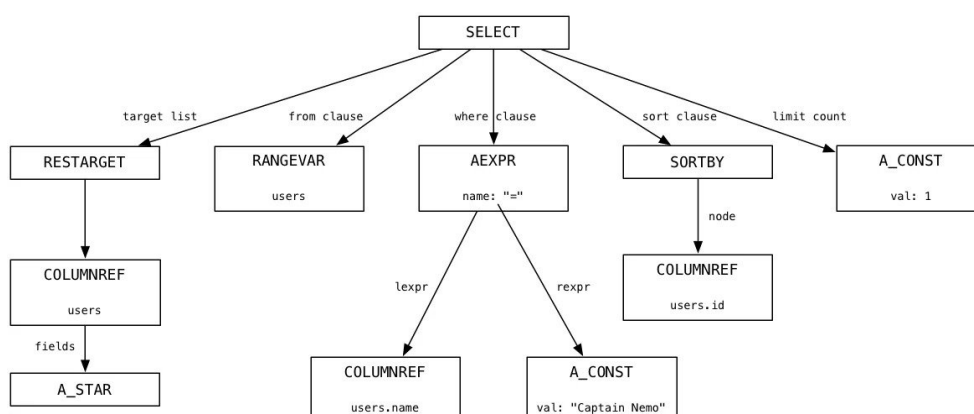 SELECT
target list
from clause
where clause
sort clause
limit count
RESTARGET
RANGEVAR
users
AEXPR
name: "="
SORTBY
A_CONST
val: 1
node
COLUMNREF
users
COLUMNREF
users.id
lexpr
rexpr
fields
A_STAR
COLUMNREF
users.name
A_CONST
val: "Captain Nemo"